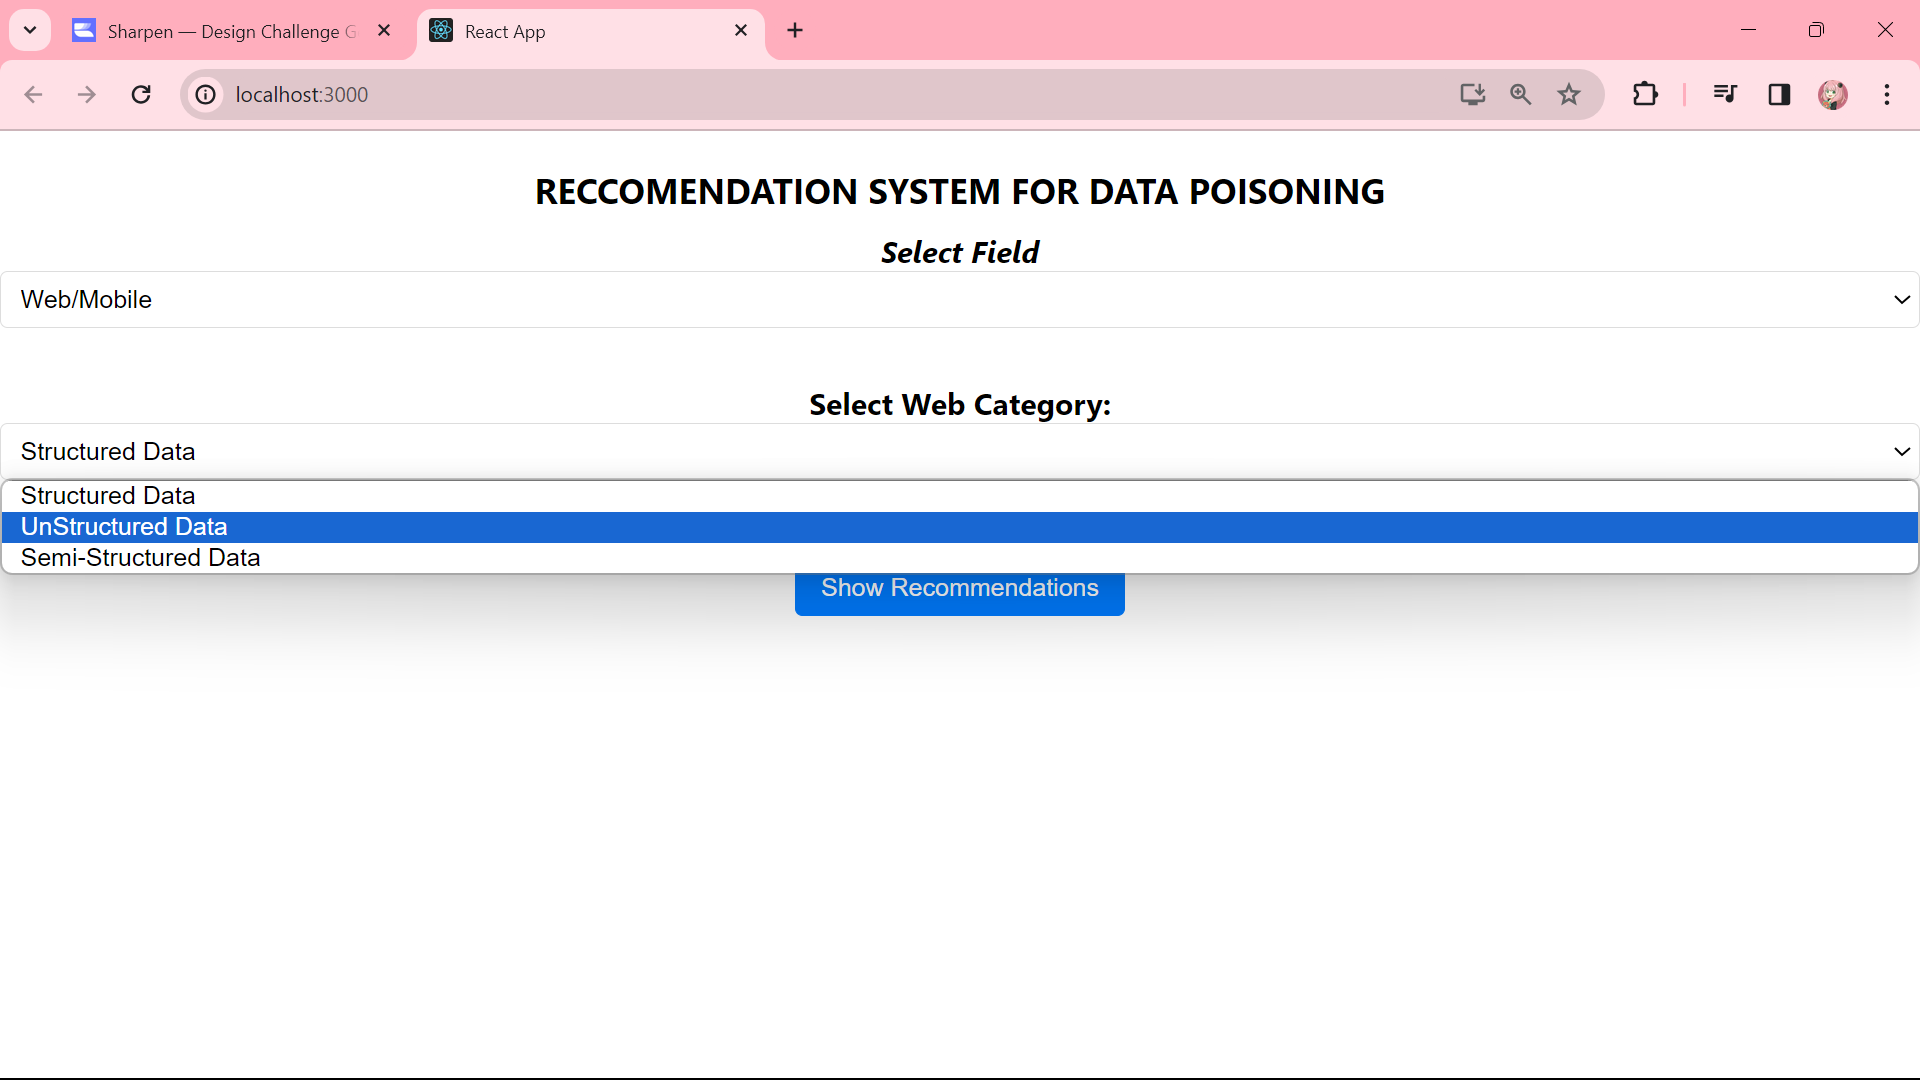 Sharpen — Design Challenge G
React App
localhost:3000
RECCOMENDATION SYSTEM FOR DATA POISONING
Select Field
Web/Mobile
Select Web Category:
Structured Data
Structured Data
UnStructured Data
Semi-Structured Data
Show Recommendations